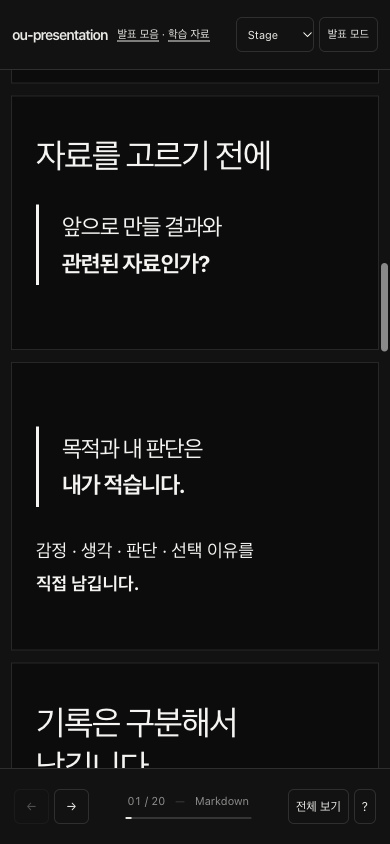 ou-presentation 발표 모음 · 학습 자료 Stage 발표 모드
자료를 고르기 전에
앞으로 만들 결과와
관련된 자료인가?
목적과 내 판단은
내가 적습니다.
감정 · 생각 · 판단 · 선택 이유를
직접 남깁니다.
기록은 구분해서
남깁니다
← → 01 / 20 — Markdown 전체 보기 ?